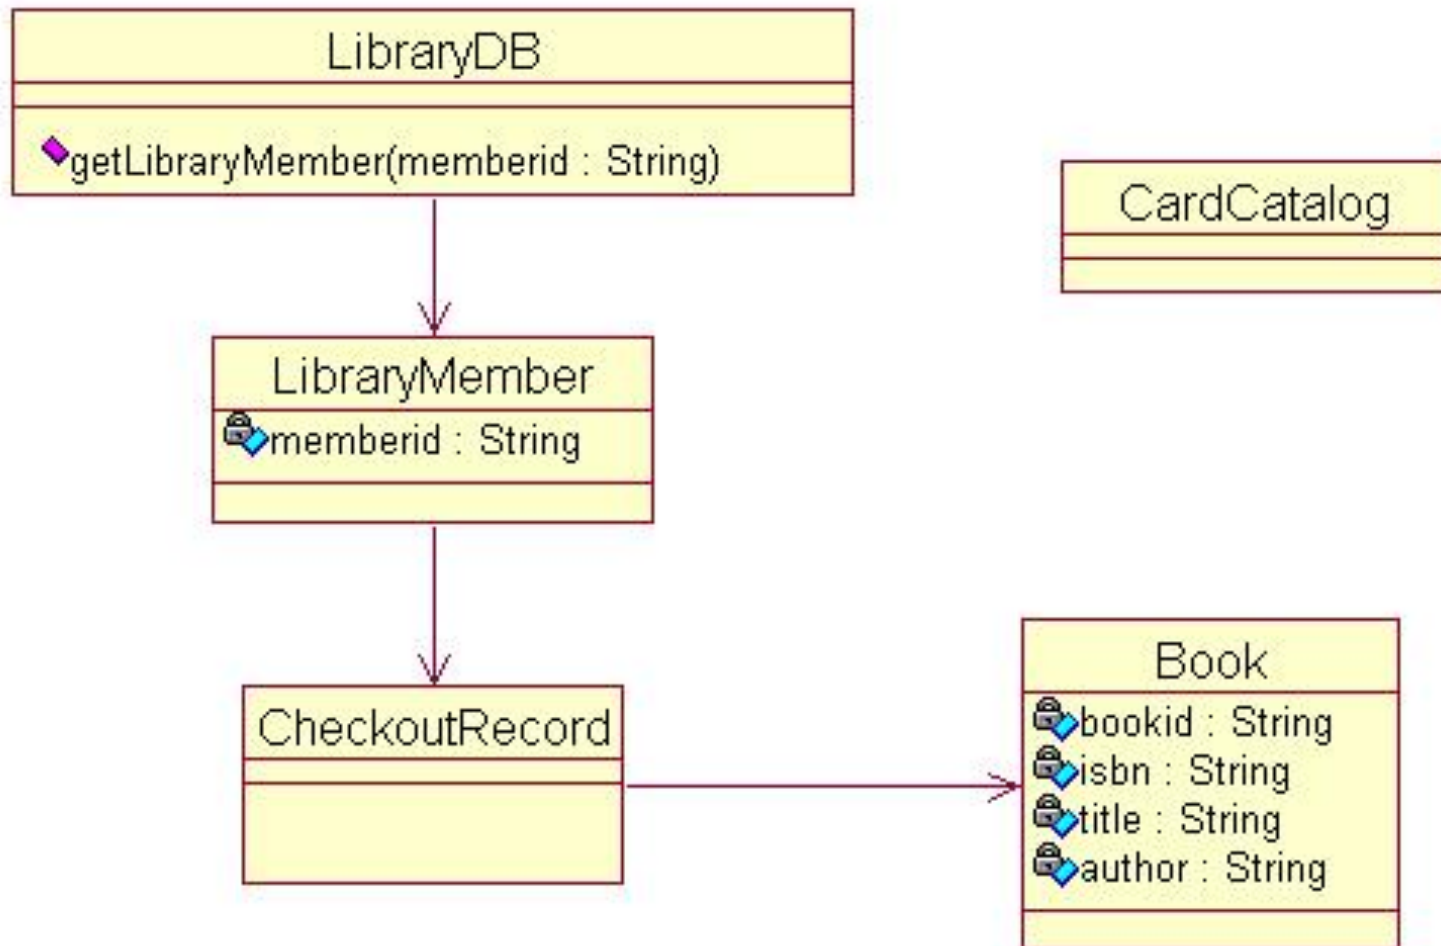 LibraryDB
getLibraryMember(memberid : String)
CardCatalog
LibraryMember
memberid : String
CheckoutRecord
Book
bookid : String
isbn : String
title : String
author : String